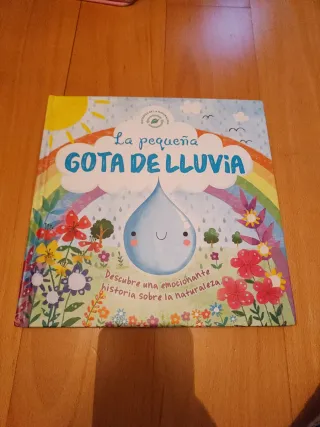 La pequeña
GOTA DE LLUViA
Descubre una emocionante
historia sobre la naturaleza